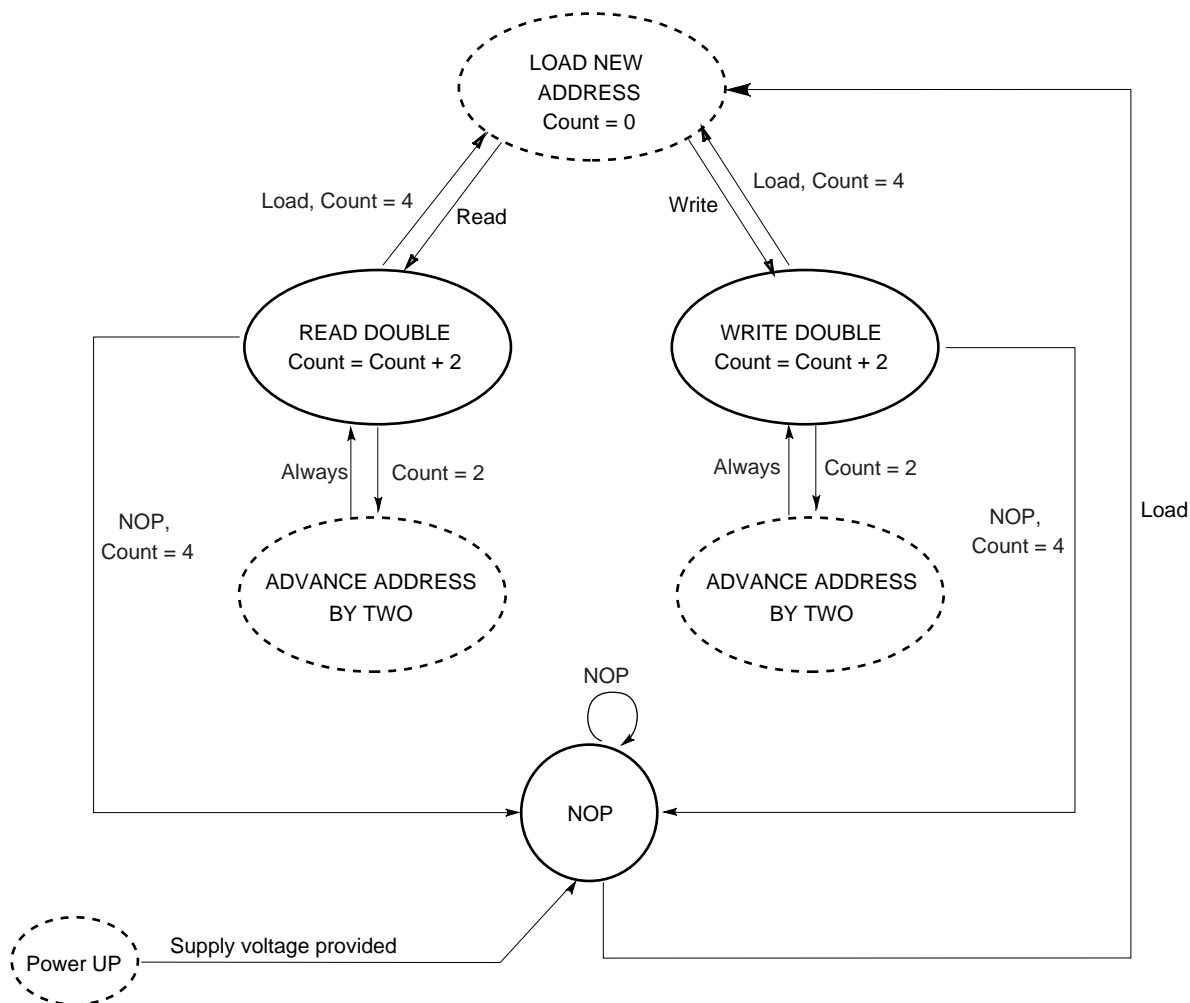 LOAD NEW
ADDRESS
Count = 0
Load, Count = 4
Read
Write
Load, Count = 4
READ DOUBLE
Count = Count + 2
WRITE DOUBLE
Count = Count + 2
Always
Count = 2
Always
Count = 2
NOP,
Count = 4
NOP,
Count = 4
Load
ADVANCE ADDRESS
BY TWO
ADVANCE ADDRESS
BY TWO
NOP
NOP
Supply voltage provided
Power UP